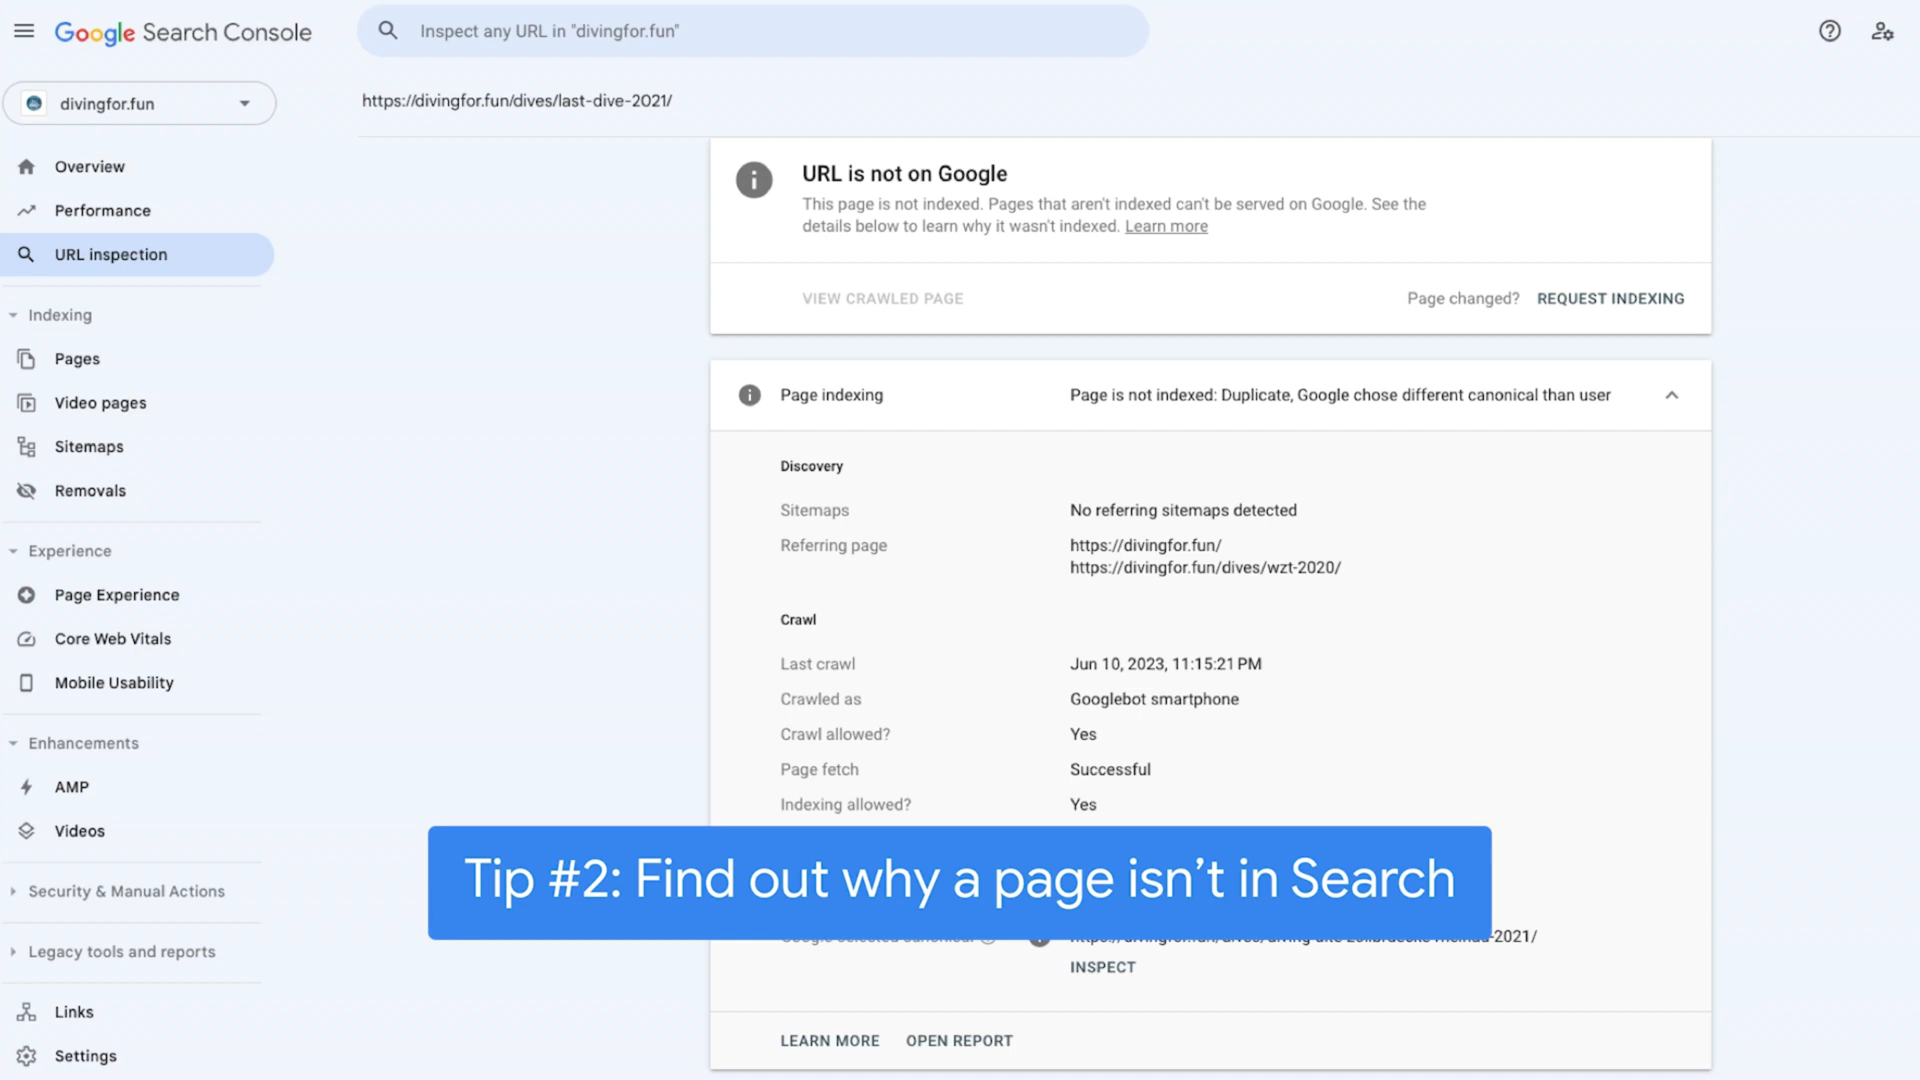 Google Search Console
Inspect any URL in "divingfor.fun"
divingfor.fun
https://divingfor.fun/dives/last-dive-2021/
Overview
Performance
URL inspection
Indexing
Pages
Video pages
Sitemaps
Removals
Experience
Page Experience
Core Web Vitals
Mobile Usability
Enhancements
AMP
Videos
Security & Manual Actions
Legacy tools and reports
Links
Settings
URL is not on Google
This page is not indexed. Pages that aren't indexed can't be served on Google. See the
details below to learn why it wasn't indexed. Learn more
VIEW CRAWLED PAGE
Page changed? REQUEST INDEXING
Page indexing
Page is not indexed: Duplicate, Google chose different canonical than user
Discovery
Sitemaps No referring sitemaps detected
Referring page https://divingfor.fun/
https://divingfor.fun/dives/wzt-2020/
Crawl
Last crawl Jun 10, 2023, 11:15:21 PM
Crawled as Googlebot smartphone
Crawl allowed? Yes
Page fetch Successful
Indexing allowed? Yes
Tip #2: Find out why a page isn’t in Search
-2021/
INSPECT
LEARN MORE OPEN REPORT